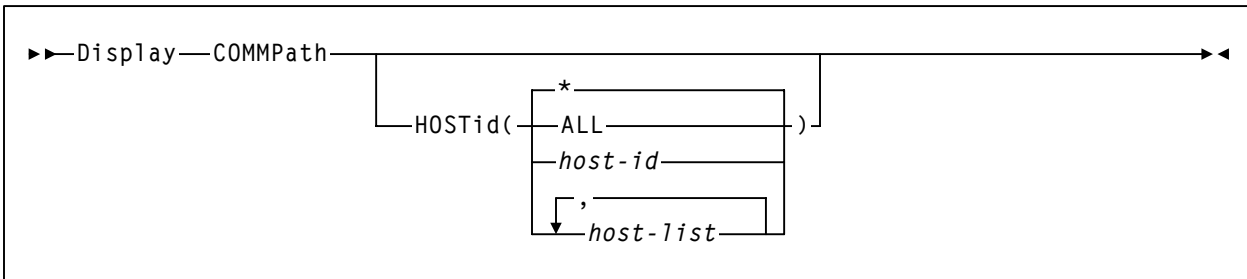 Display COMMPath
*
HOSTid( ALL )
host-id
,
host-list